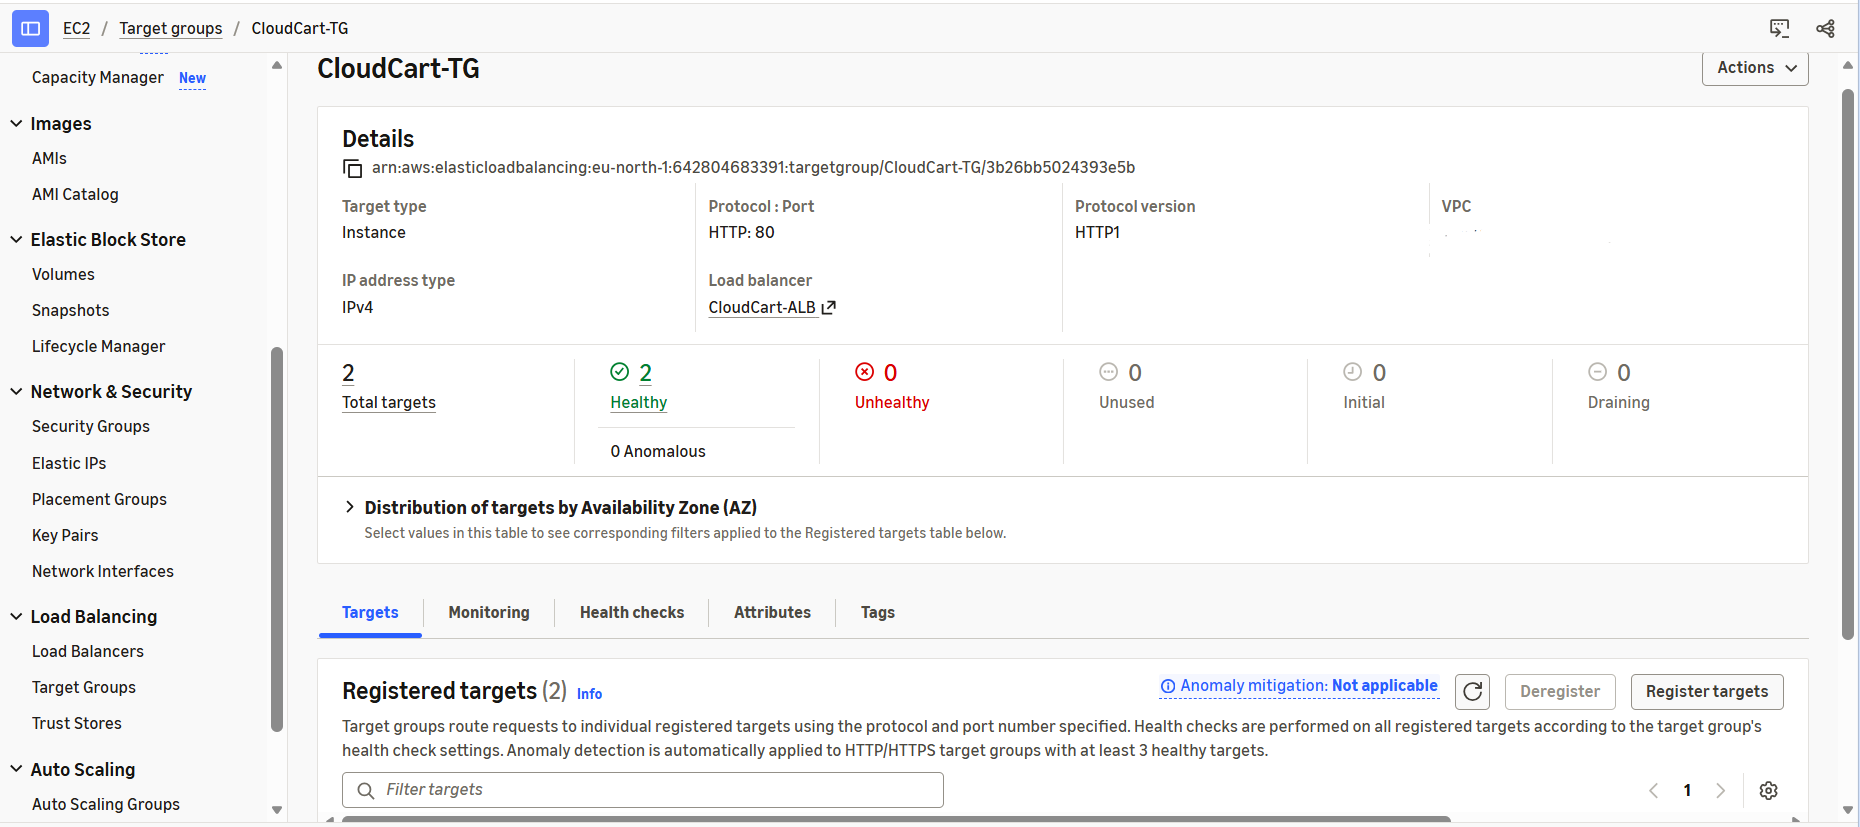 EC2 / Target groups / CloudCart-TG
Capacity Manager New
Images
AMIs
AMI Catalog
Elastic Block Store
Volumes
Snapshots
Lifecycle Manager
Network & Security
Security Groups
Elastic IPs
Placement Groups
Key Pairs
Network Interfaces
Load Balancing
Load Balancers
Target Groups
Trust Stores
Auto Scaling
Auto Scaling Groups
CloudCart-TG
Actions
Details
arn:aws:elasticloadbalancing:eu-north-1:642804683391:targetgroup/CloudCart-TG/3b26bb5024393e5b
Target type
Instance
Protocol : Port
HTTP: 80
Protocol version
HTTP1
VPC
IP address type
IPv4
Load balancer
CloudCart-ALB
2
Total targets
2
Healthy
0 Anomalous
0
Unhealthy
0
Unused
0
Initial
0
Draining
Distribution of targets by Availability Zone (AZ)
Select values in this table to see corresponding filters applied to the Registered targets table below.
Targets
Monitoring
Health checks
Attributes
Tags
Registered targets (2) Info
Anomaly mitigation: Not applicable
Deregister
Register targets
Target groups route requests to individual registered targets using the protocol and port number specified. Health checks are performed on all registered targets according to the target group's
health check settings. Anomaly detection is automatically applied to HTTP/HTTPS target groups with at least 3 healthy targets.
Filter targets
1